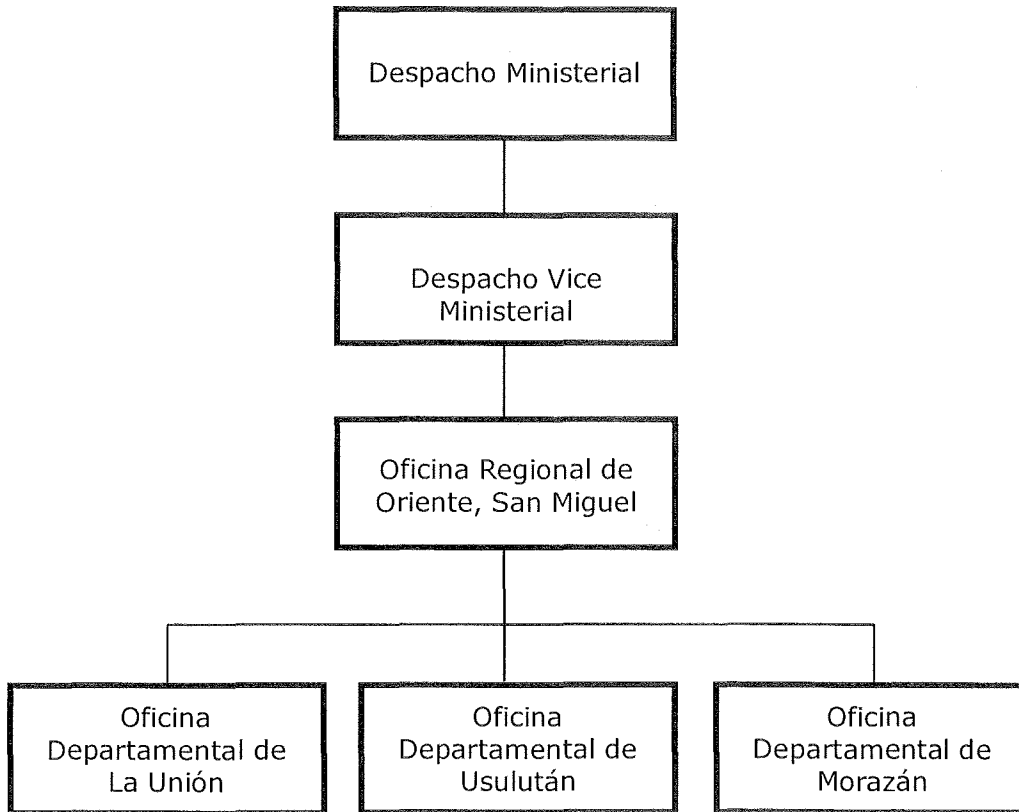 Despacho Ministerial
Despacho Vice
Ministerial
Oficina Regional de
Oriente, San Miguel
Oficina
Departamental de
La Unión
Oficina
Departamental de
Usulután
Oficina
Departamental de
Morazán